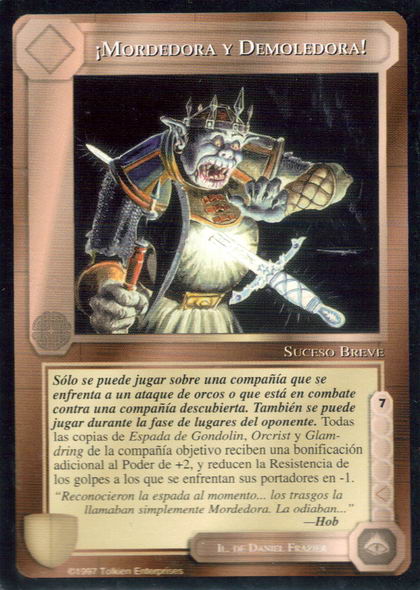 ¡Mordedora y Demoledora!
Suceso Breve
Sólo se puede jugar sobre una compañía que se
enfrenta a un ataque de orcos o que está en combate
contra una compañía descubierta. También se puede
jugar durante la fase de lugares del oponente. Todas
las copias de Espada de Gondolin, Orcrist y Glam-
dring de la compañía objetivo reciben una bonificación
adicional al Poder de +2, y reducen la Resistencia de
los golpes a los que se enfrentan sus portadores en -1.
"Reconocieron la espada al momento... los trasgos la
llamaban simplemente Mordedora. La odiaban..."
—Hob
7
Il. de Daniel Frazier
©1997 Tolkien Enterprises